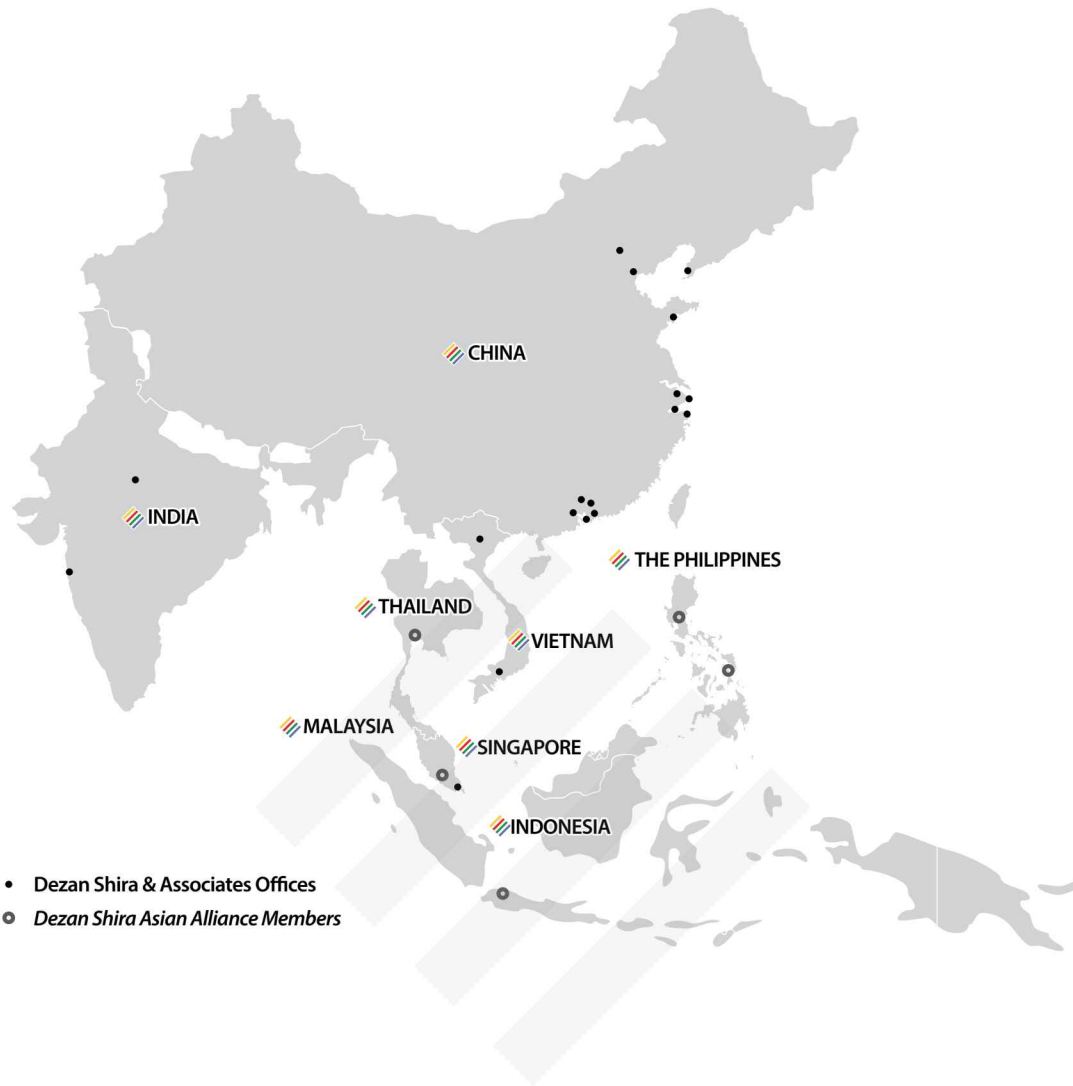 CHINA
INDIA
THE PHILIPPINES
THAILAND
VIETNAM
MALAYSIA
SINGAPORE
INDONESIA
Dezan Shira & Associates Offices
Dezan Shira Asian Alliance Members